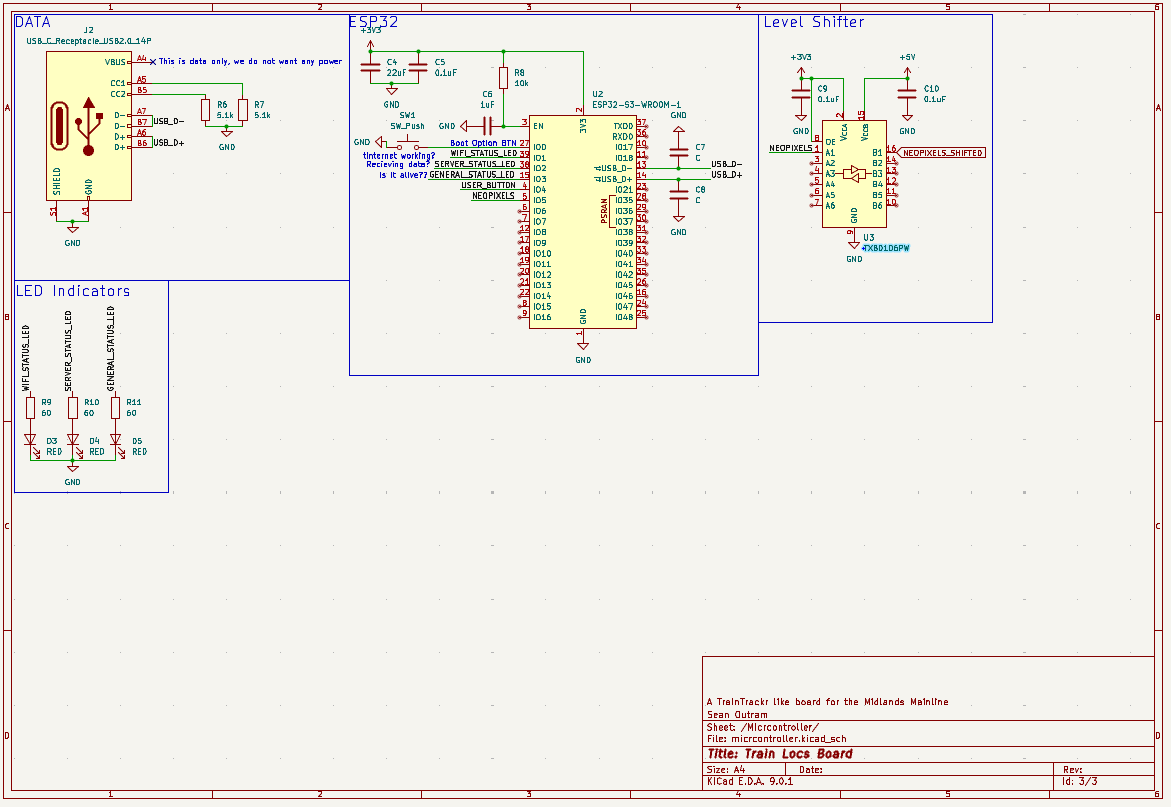 1 2 3 4 5 6
DATA
J2
USB_C_Receptacle_USB2.0_14P
VBUS A4 This is data only, we do not want any power
CC1 A5
CC2 B5
D- A7
D- B7 USB_D-
D+ A6
D+ B6 USB_D+
R6
5.1k
R7
5.1k
GND
SHIELD
GND
S1
A1
GND
ESP32
+3V3
C4
22uF
C5
0.1uF
GND
R8
10k
C6
1uF
GND
SW1
SW_Push
GND
U2
ESP32-S3-WROOM-1
3V3
2
3 EN
Boot Option BTN 27 IO0
Internet working? WIFI_STATUS_LED 39 IO1
Recieving data? SERVER_STATUS_LED 38 IO2
Is it alive?? GENERAL_STATUS_LED 15 IO3
USER_BUTTON 4 IO4
NEOPIXELS 5 IO5
6 IO6
7 IO7
12 IO8
17 IO9
18 IO10
19 IO11
20 IO12
21 IO13
22 IO14
8 IO15
9 IO16
TXD0 37
RXD0 36
IO17 10
IO18 11
USB_D- 13
USB_D+ 14
IO21 23
IO35 28
IO36 29
IO37 30
IO38 31
IO39 32
IO40 33
IO41 34
IO42 35
IO45 26
IO46 16
IO47 24
IO48 25
PSRAN
GND
1
GND
GND
C7
C
USB_D-
USB_D+
C8
C
GND
Level Shifter
+3V3
C9
0.1uF
GND
+5V
C10
0.1uF
GND
2
15
VCCA
VCCB
8 OE
NEOPIXELS 1 A1
3 A2
4 A3
5 A4
6 A5
7 A6
B1 16 NEOPIXELS_SHIFTED
B2 14
B3 13
B4 12
B5 11
B6 10
GND
9
GND
U3
TXB0106PW
LED Indicators
WIFI_STATUS_LED
SERVER_STATUS_LED
GENERAL_STATUS_LED
R9
60
R10
60
R11
60
D3
RED
D4
RED
D5
RED
GND
A
B
C
D
A
B
C
D
A TrainTrackr like board for the Midlands Mainline
Sean Outram
Sheet: /Micrcontroller/
File: micrcontroller.kicad_sch
Title: Train Locs Board
Size: A4 Date: Rev:
KiCad E.D.A. 9.0.1 Id: 3/3
1 2 3 4 5 6